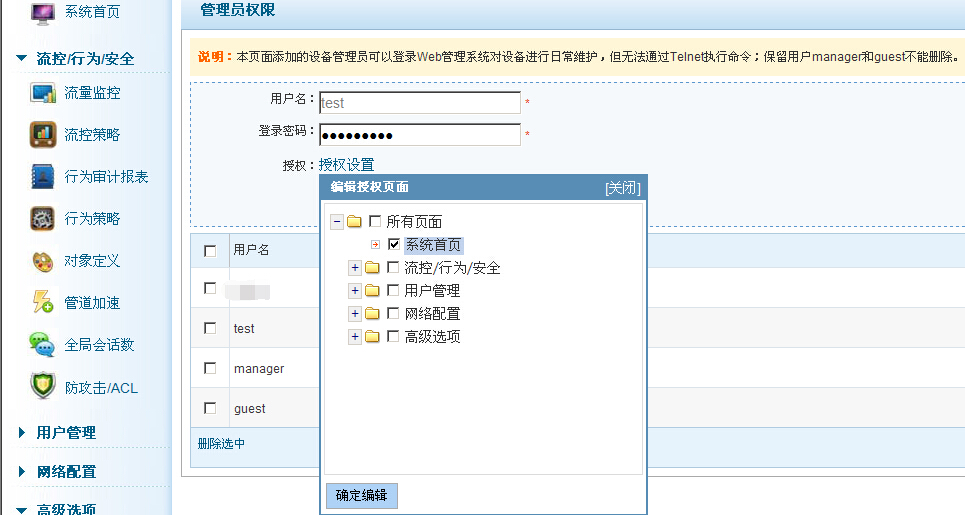 系统首页
流控/行为/安全
流量监控
流控策略
行为审计报表
行为策略
对象定义
管道加速
全局会话数
防攻击/ACL
用户管理
网络配置
高级选项
管理员权限
说明：本页面添加的设备管理员可以登录Web管理系统对设备进行日常维护，但无法通过Telnet执行命令；保留用户manager和guest不能删除。
用户名：test *
登录密码：●●●●●●●●● *
授权：授权设置
编辑授权页面 [关闭]
所有页面
系统首页
流控/行为/安全
用户管理
网络配置
高级选项
确定编辑
用户名
test
manager
guest
删除选中